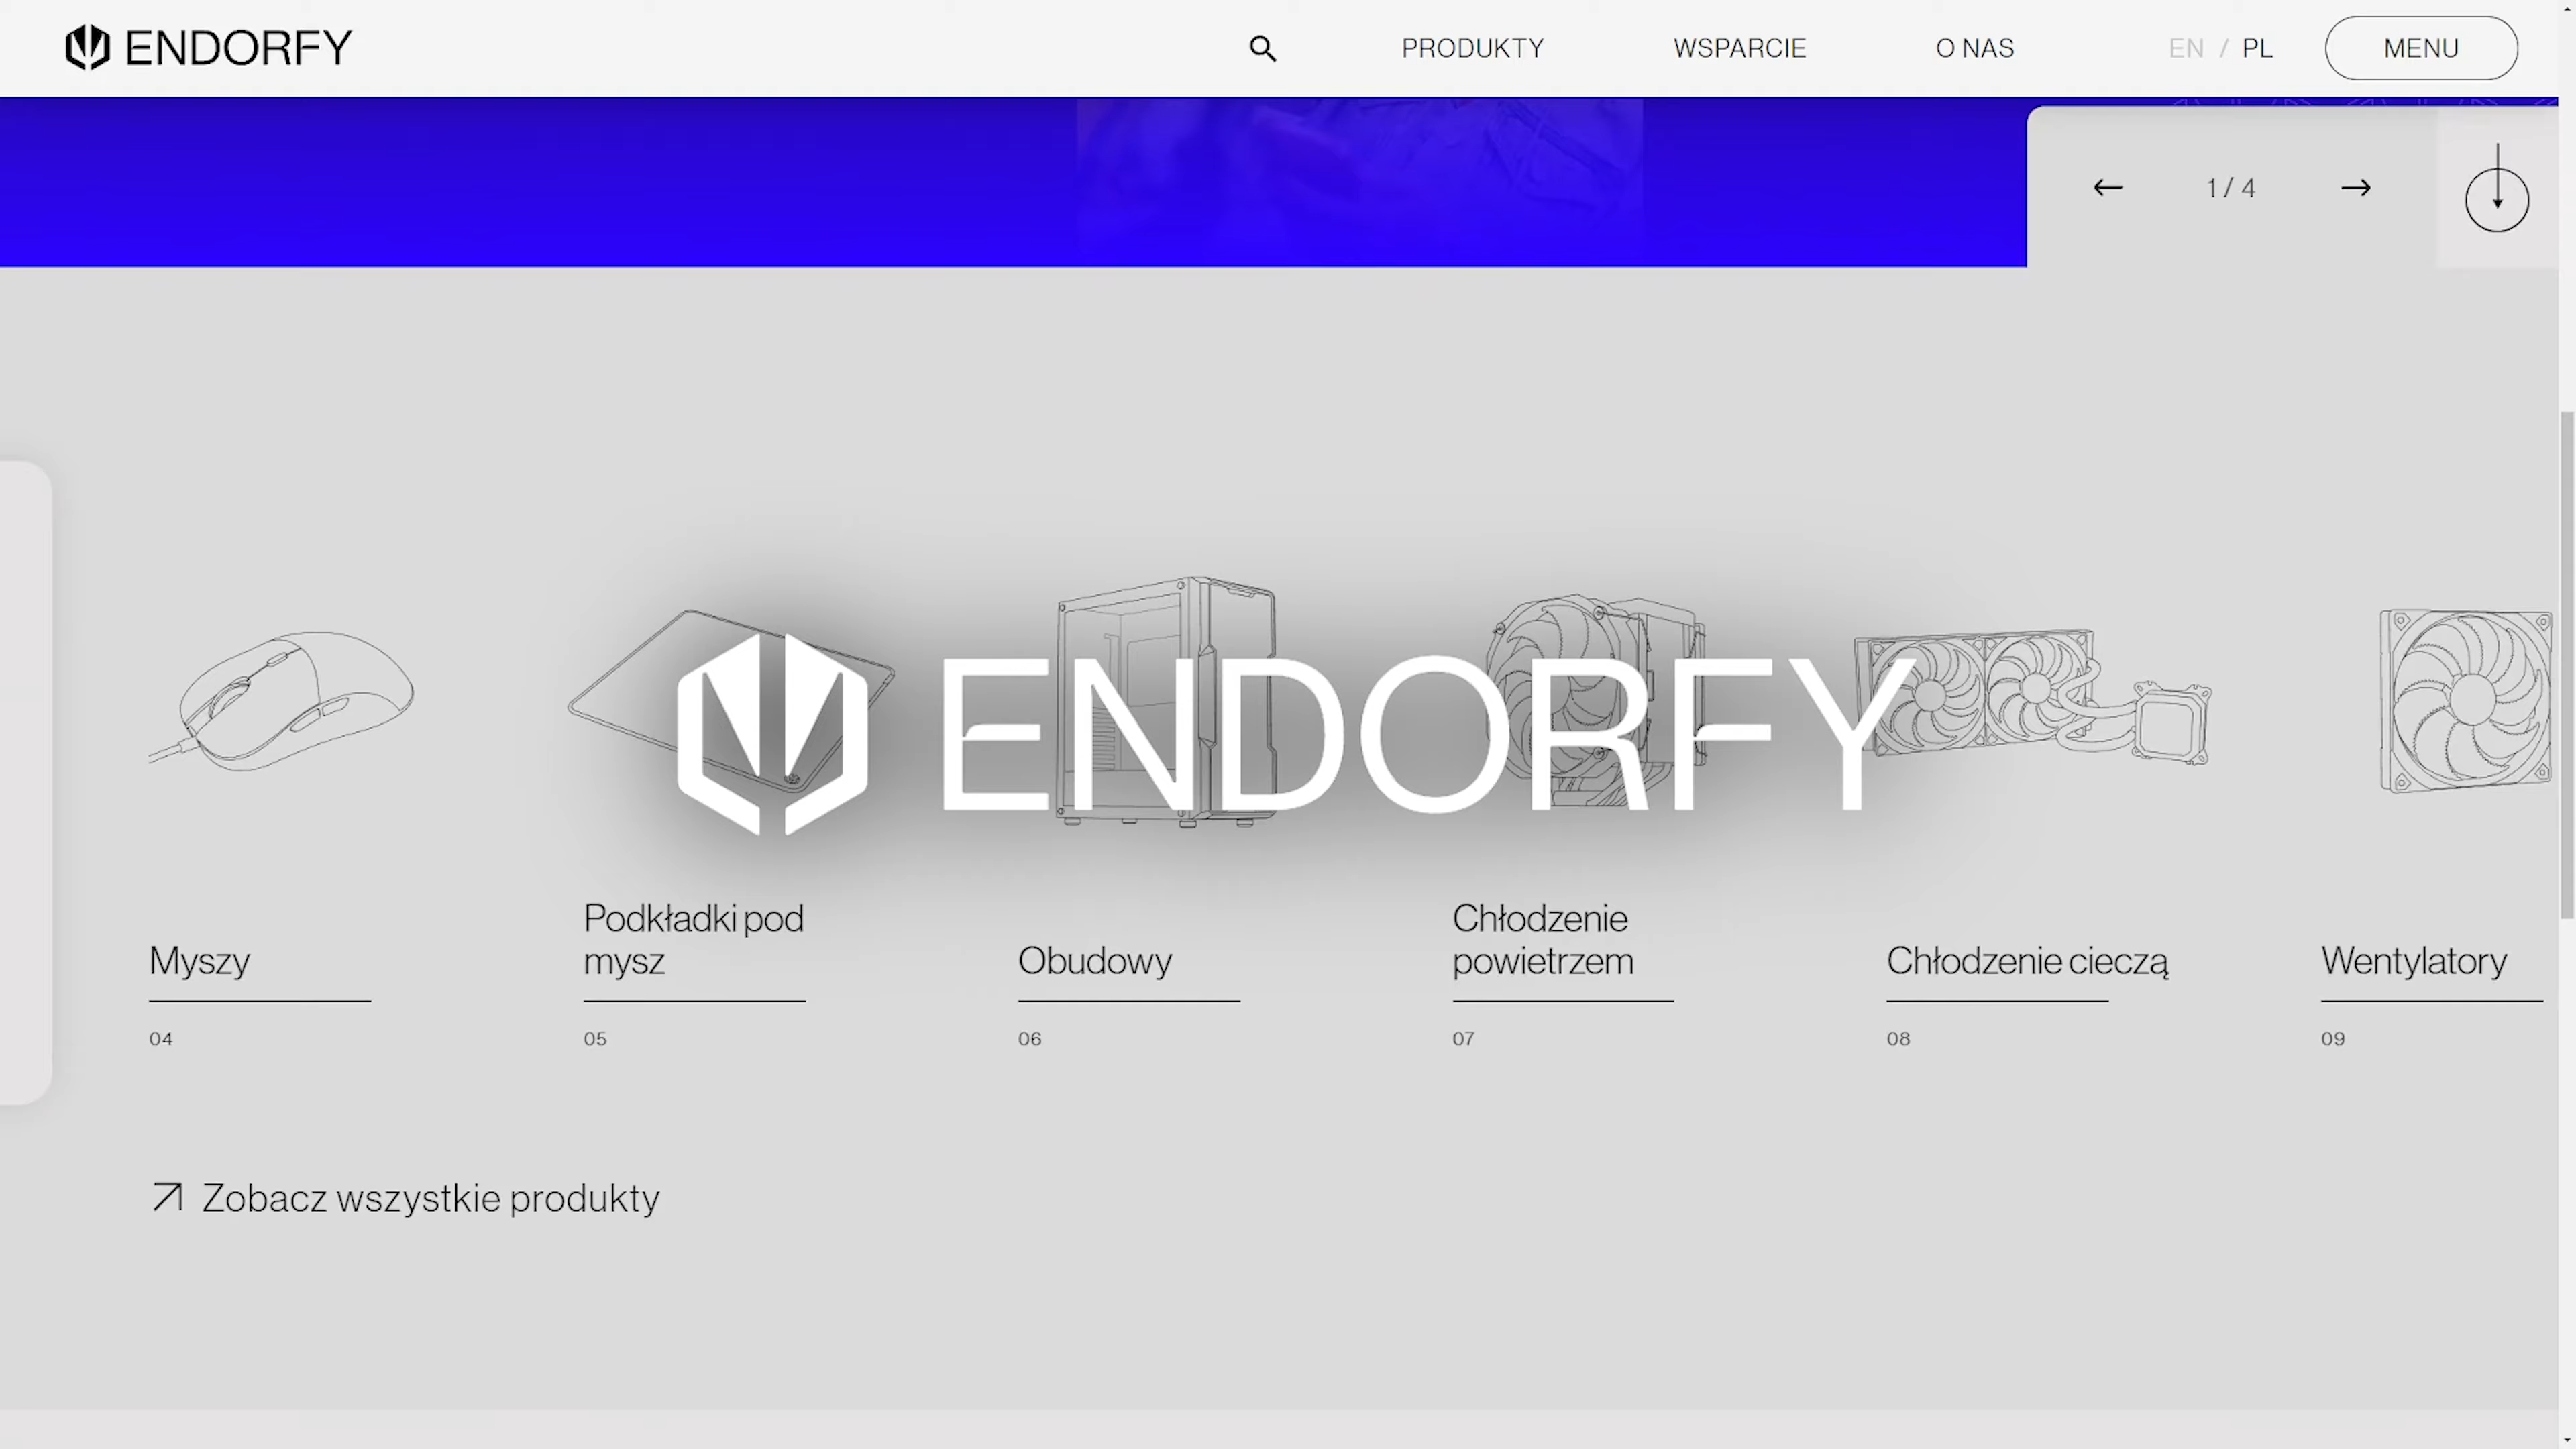 ENDORFY
PRODUKTY
WSPARCIE
O NAS
EN / PL
MENU
1 / 4
ENDORFY
Myszy
04
Podkładki pod
mysz
05
Obudowy
06
Chłodzenie
powietrzem
07
Chłodzenie cieczą
08
Wentylatory
09
Zobacz wszystkie produkty